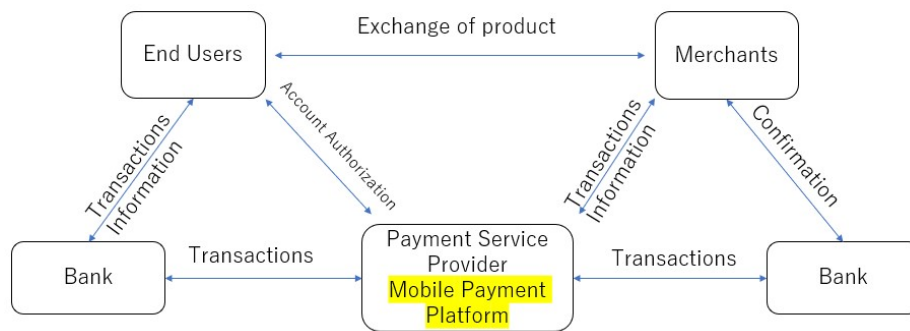 Exchange of product
End Users
Merchants
Account Authorization
Transactions
Information
Transactions
Information
Confirmation
Bank
Transactions
Payment Service
Provider
Mobile Payment
Platform
Transactions
Bank